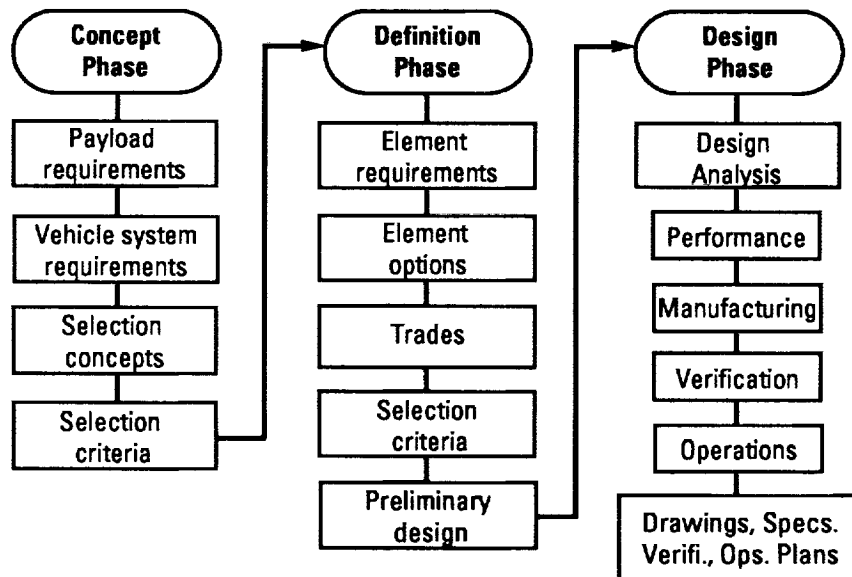 Concept
Phase
Payload
requirements
Vehicle system
requirements
Selection
concepts
Selection
criteria
Definition
Phase
Element
requirements
Element
options
Trades
Selection
criteria
Preliminary
design
Design
Phase
Design
Analysis
Performance
Manufacturing
Verification
Operations
Drawings, Specs.
Verifi., Ops. Plans